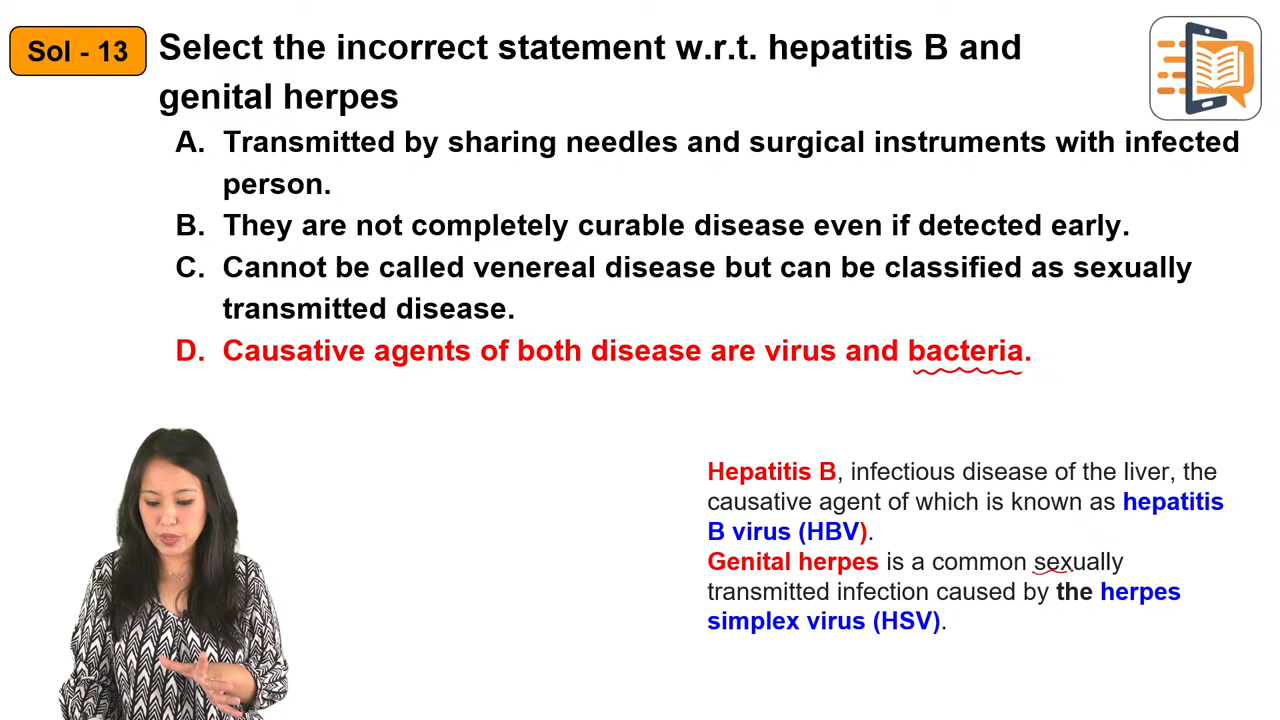 Sol - 13
Select the incorrect statement w.r.t. hepatitis B and
genital herpes
A. Transmitted by sharing needles and surgical instruments with infected
person.
B. They are not completely curable disease even if detected early.
C. Cannot be called venereal disease but can be classified as sexually
transmitted disease.
D. Causative agents of both disease are virus and bacteria.
Hepatitis B, infectious disease of the liver, the
causative agent of which is known as hepatitis
B virus (HBV).
Genital herpes is a common sexually
transmitted infection caused by the herpes
simplex virus (HSV).